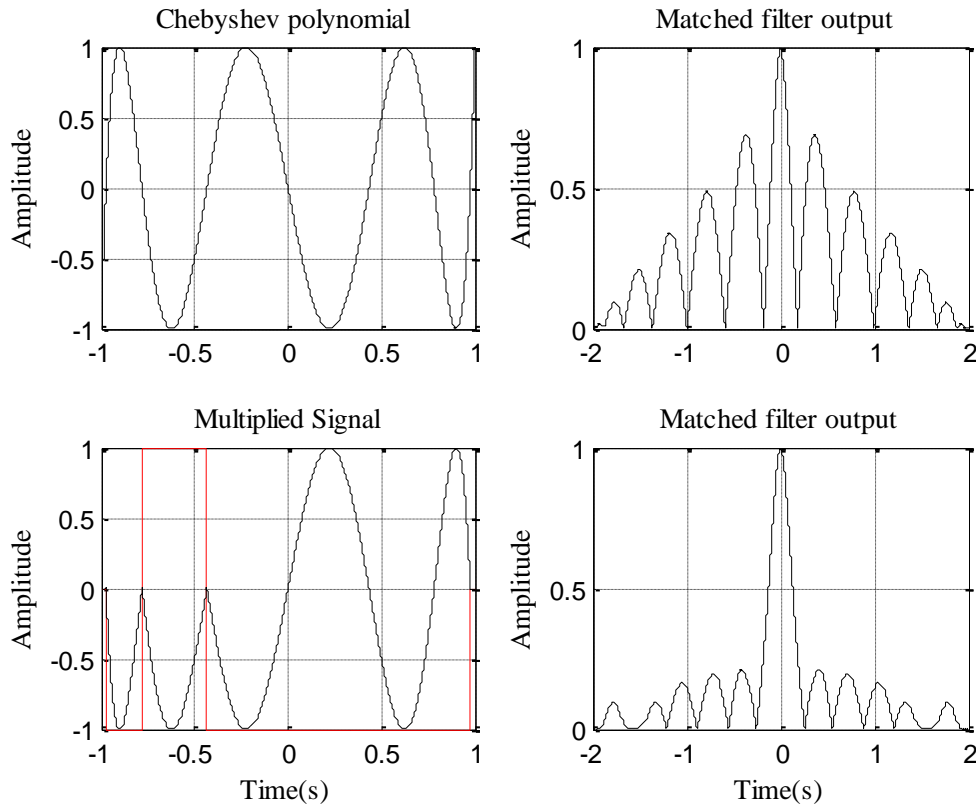 Chebyshev polynomial
Amplitude
1
0.5
0
-0.5
-1
-1 -0.5 0 0.5 1
Matched filter output
Amplitude
1
0.5
0
-2 -1 0 1 2
Multiplied Signal
Amplitude
1
0.5
0
-0.5
-1
-1 -0.5 0 0.5 1
Time(s)
Matched filter output
Amplitude
1
0.5
0
-2 -1 0 1 2
Time(s)